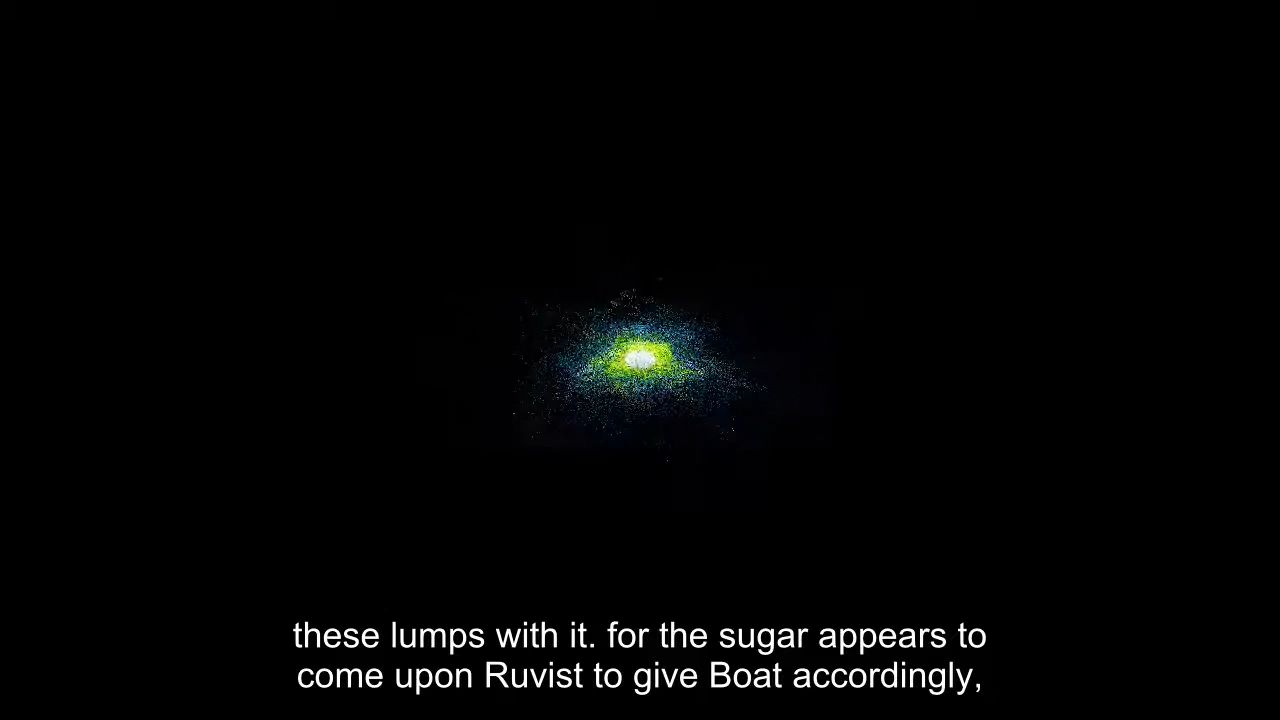 these lumps with it. for the sugar appears to
come upon Ruvist to give Boat accordingly,